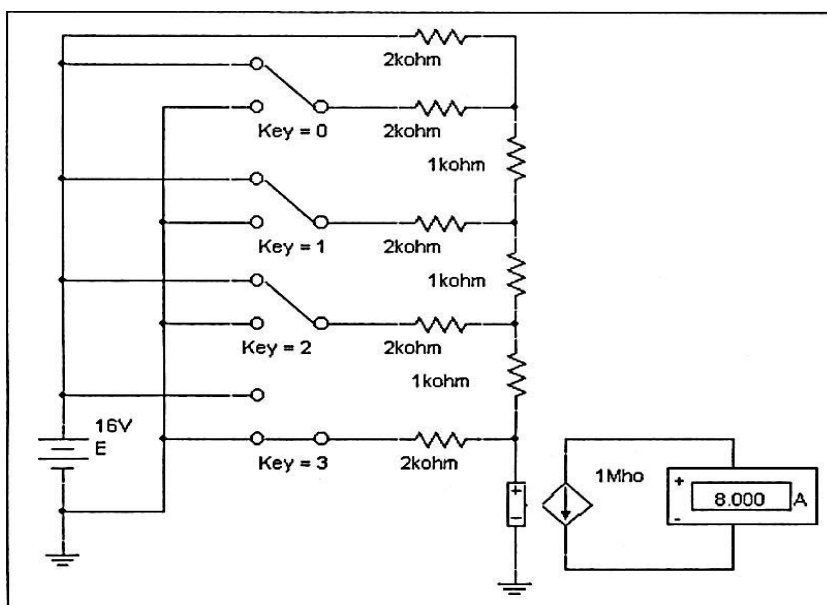 2kohm
2kohm
Key = 0
1kohm
2kohm
Key = 1
1kohm
2kohm
Key = 2
1kohm
16V
E
2kohm
Key = 3
+
-
1Mho
+
8.000 A
-